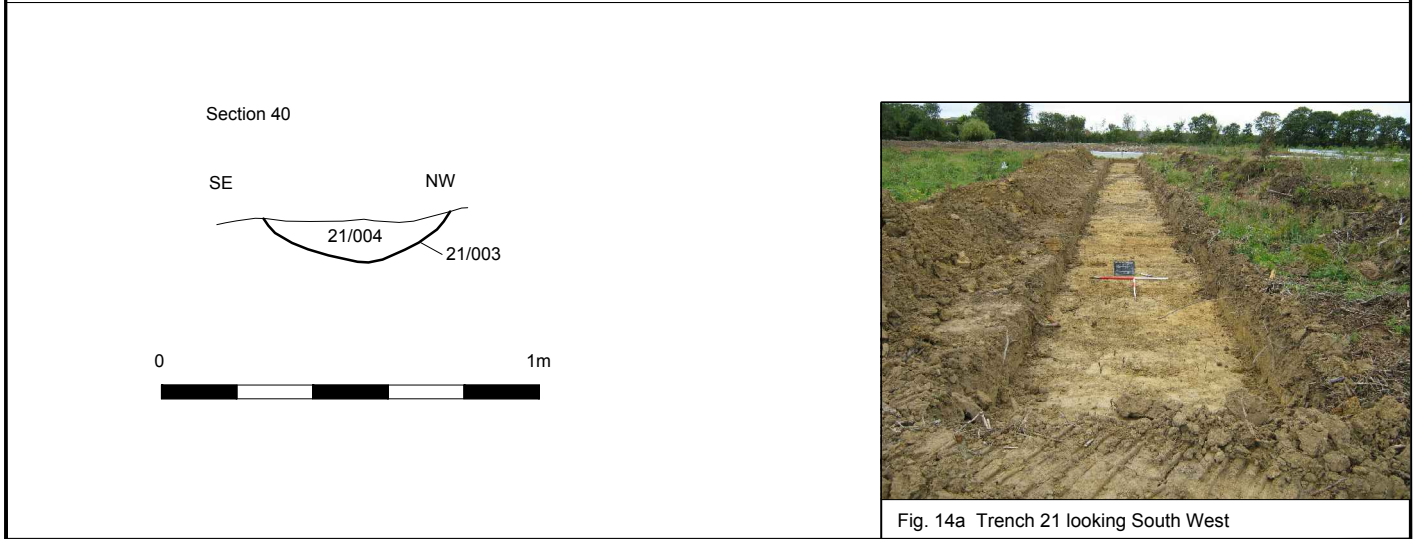 Section 40
SE
NW
21/004
21/003
0
1m
Fig. 14a Trench 21 looking South West